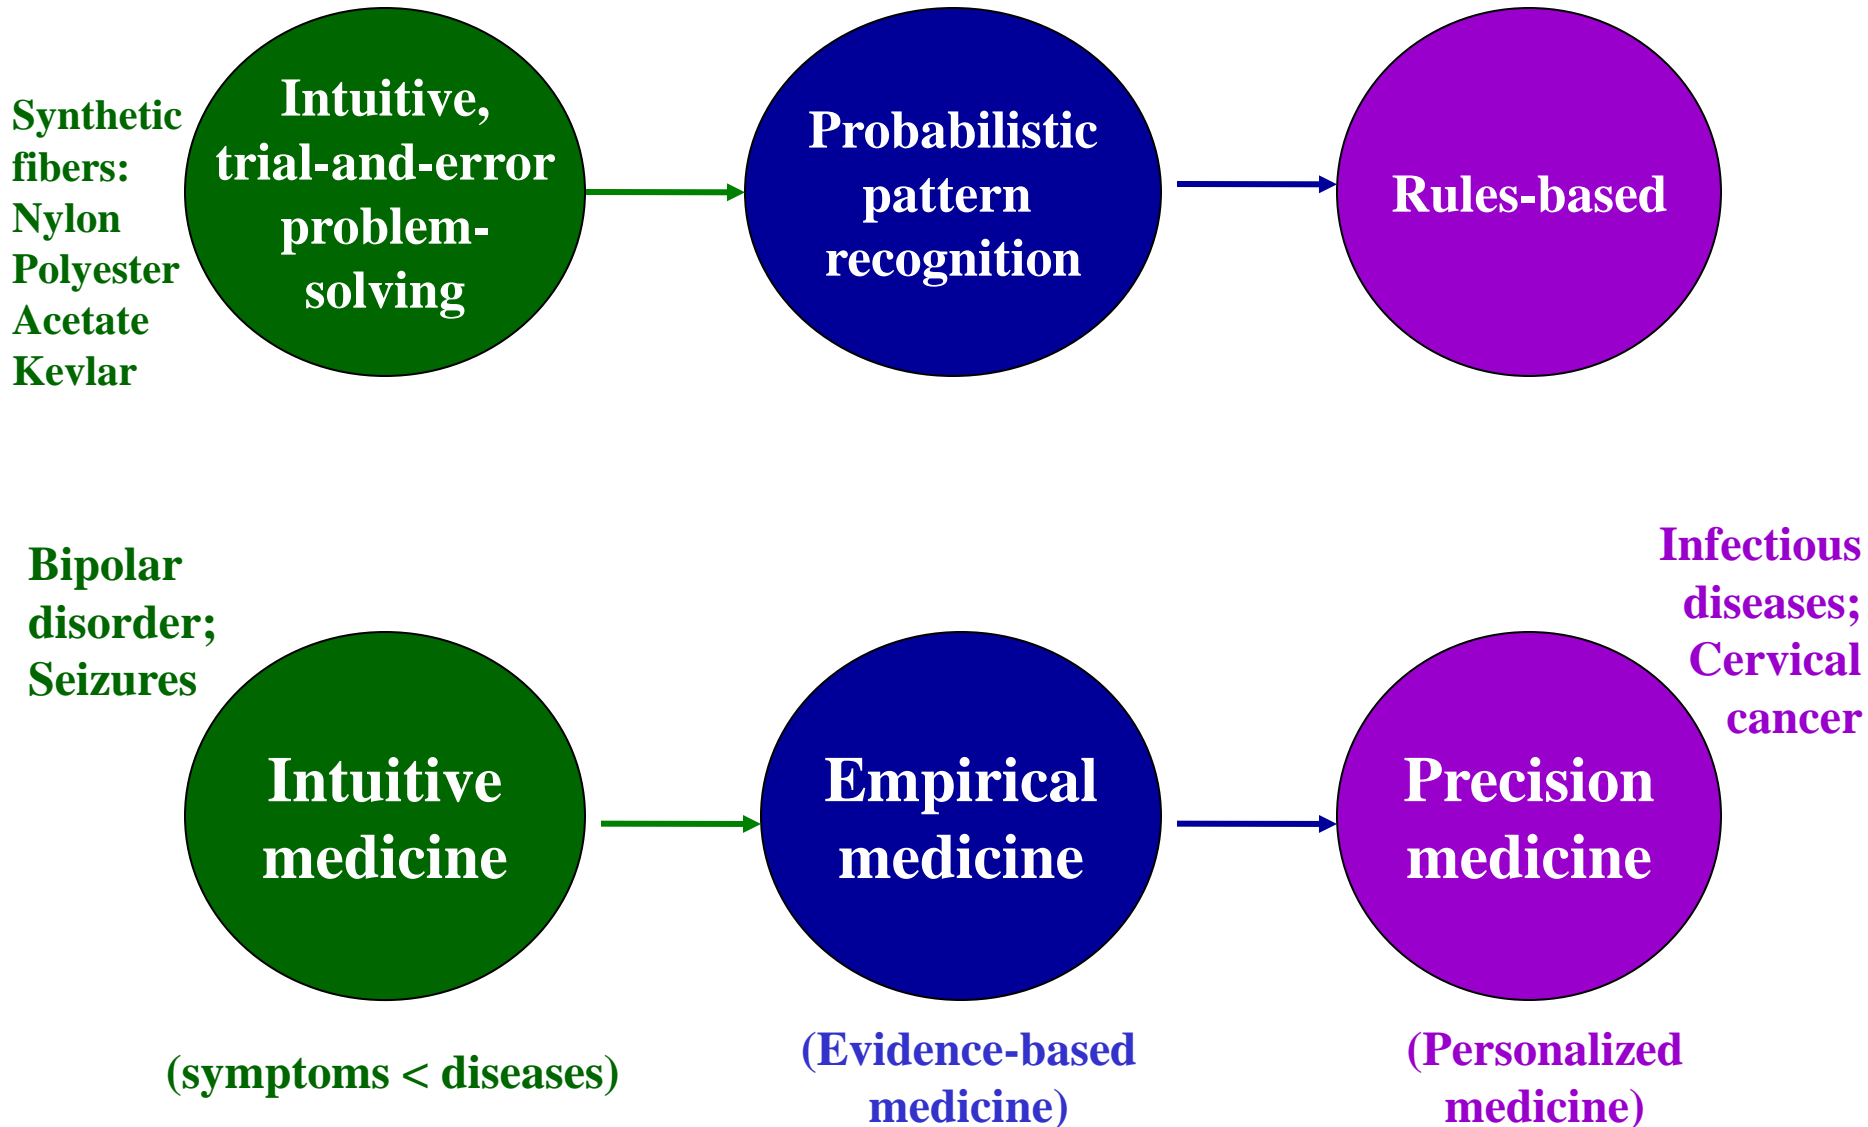 Synthetic
fibers:
Nylon
Polyester
Acetate
Kevlar
Intuitive,
trial-and-error
problem-
solving
Probabilistic
pattern
recognition
Rules-based
Bipolar
disorder;
Seizures
Intuitive
medicine
(symptoms < diseases)
Empirical
medicine
(Evidence-based
medicine)
Infectious
diseases;
Cervical
cancer
Precision
medicine
(Personalized
medicine)